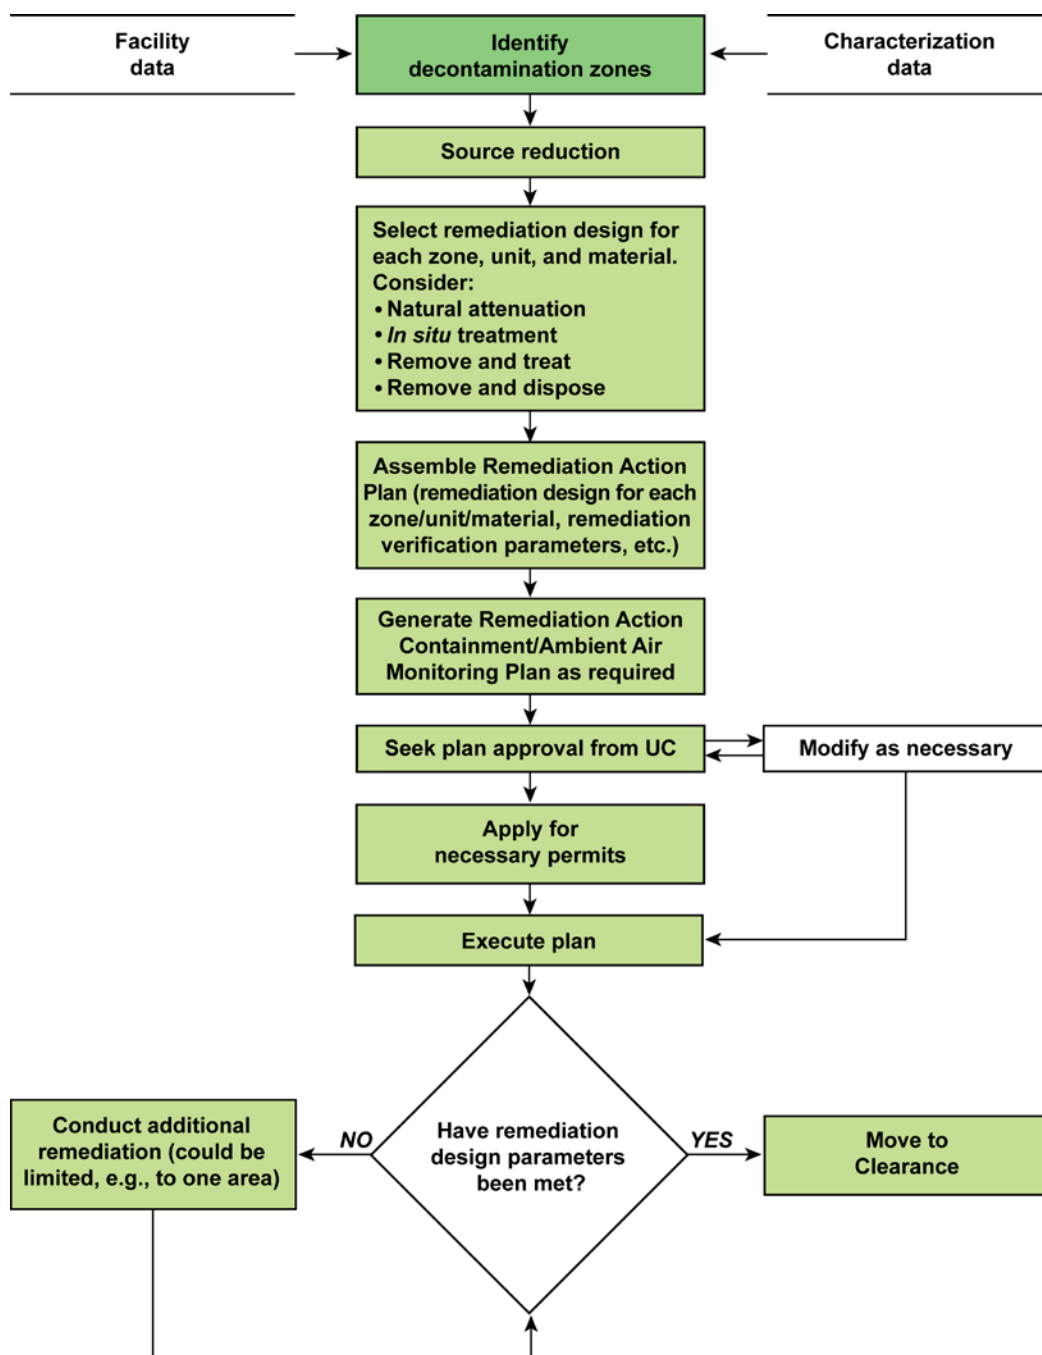 Facility
data
Identify
decontamination zones
Characterization
data
Source reduction
Select remediation design for
each zone, unit, and material.
Consider:
• Natural attenuation
• In situ treatment
• Remove and treat
• Remove and dispose
Assemble Remediation Action
Plan (remediation design for each
zone/unit/material, remediation
verification parameters, etc.)
Generate Remediation Action
Containment/Ambient Air
Monitoring Plan as required
Seek plan approval from UC
Modify as necessary
Apply for
necessary permits
Execute plan
Have remediation
design parameters
been met?
NO
YES
Conduct additional
remediation (could be
limited, e.g., to one area)
Move to
Clearance